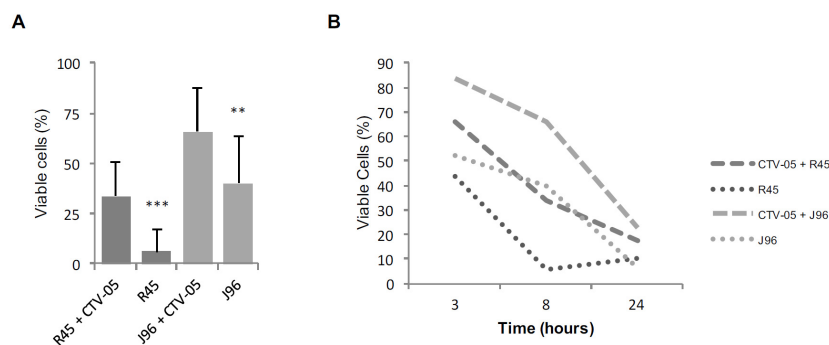 A
100
75
50
25
0
Viable cells (%)
***
**
R45 + CTV-05
R45
J96 + CTV-05
J96
B
90
80
70
60
50
40
30
20
10
0
Viable Cells (%)
3
8
24
Time (hours)
CTV-05 + R45
R45
CTV-05 + J96
J96